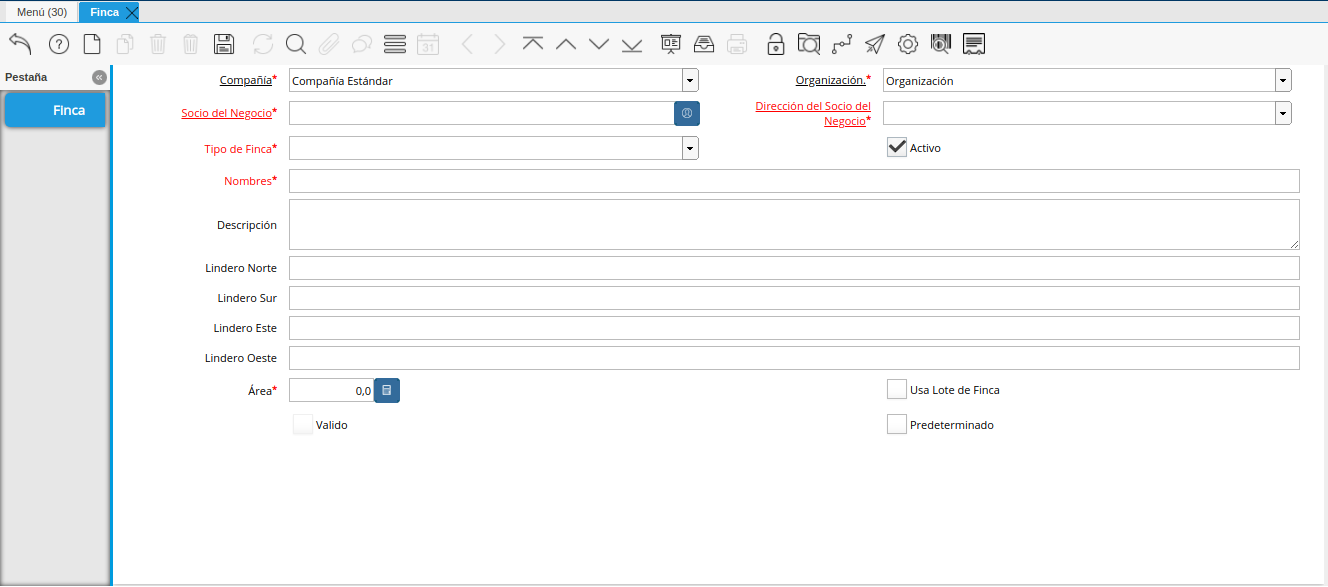 Menú (30) Finca
31
Pestaña
Finca
Compañía* Compañía Estándar Organización.* Organización
Socio del Negocio* Dirección del Socio del
Negocio*
Tipo de Finca* Activo
Nombres*
Descripción
Lindero Norte
Lindero Sur
Lindero Este
Lindero Oeste
Área* 0,0 Usa Lote de Finca
Valido Predeterminado